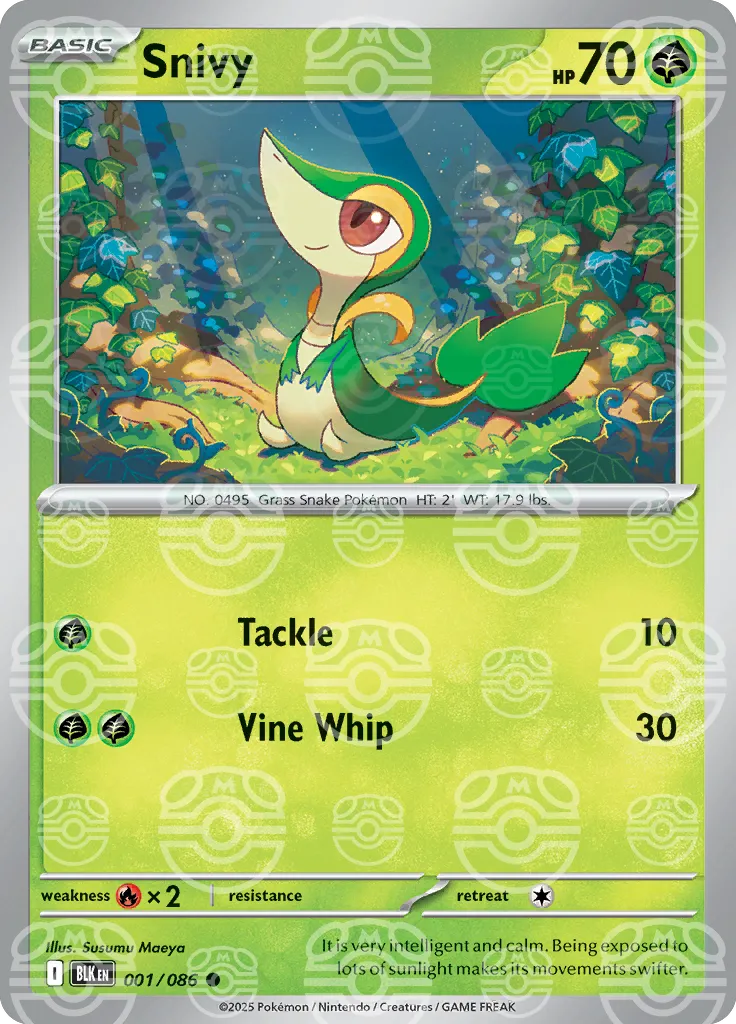 BASIC
Snivy
HP 70
NO. 0495 Grass Snake Pokémon HT: 2' WT: 17.9 lbs.
Tackle 10
Vine Whip 30
weakness ×2 resistance retreat
Illus. Susumu Maeya
It is very intelligent and calm. Being exposed to
lots of sunlight makes its movements swifter.
I BLK EN 001/086
©2025 Pokémon / Nintendo / Creatures / GAME FREAK